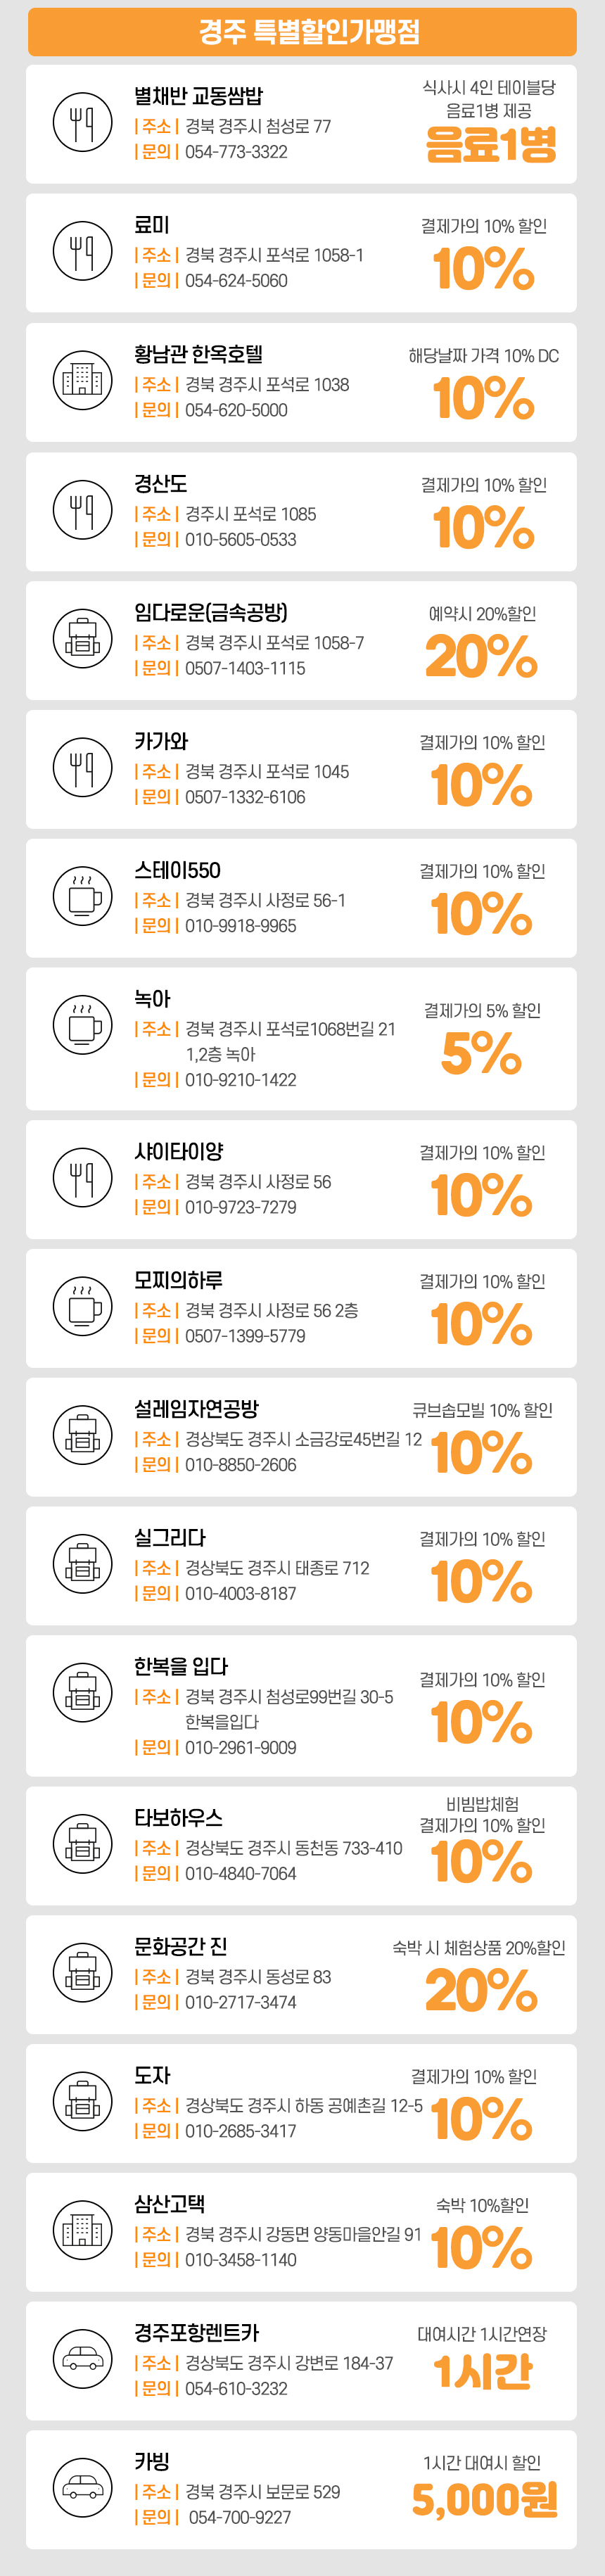 경주 특별할인가맹점
별채반 교동쌈밥
| 주소 | 경북 경주시 첨성로 77
| 문의 | 054-773-3322
식사시 4인 테이블당
음료1병 제공
음료1병
료미
| 주소 | 경북 경주시 포석로 1058-1
| 문의 | 054-624-5060
결제가의 10% 할인
10%
황남관 한옥호텔
| 주소 | 경북 경주시 포석로 1038
| 문의 | 054-620-5000
해당날짜 가격 10% DC
10%
경산도
| 주소 | 경주시 포석로 1085
| 문의 | 010-5605-0533
결제가의 10% 할인
10%
임다로운(금속공방)
| 주소 | 경북 경주시 포석로 1058-7
| 문의 | 0507-1403-1115
예약시 20%할인
20%
카가와
| 주소 | 경북 경주시 포석로 1045
| 문의 | 0507-1332-6106
결제가의 10% 할인
10%
스테이550
| 주소 | 경북 경주시 사정로 56-1
| 문의 | 010-9918-9965
결제가의 10% 할인
10%
녹아
| 주소 | 경북 경주시 포석로1068번길 21
1,2층 녹아
| 문의 | 010-9210-1422
결제가의 5% 할인
5%
샤이타이양
| 주소 | 경북 경주시 사정로 56
| 문의 | 010-9723-7279
결제가의 10% 할인
10%
모찌의하루
| 주소 | 경북 경주시 사정로 56 2층
| 문의 | 0507-1399-5779
결제가의 10% 할인
10%
설레임자연공방
| 주소 | 경상북도 경주시 소금강로45번길 12
| 문의 | 010-8850-2606
큐브솝모빌 10% 할인
10%
실그리다
| 주소 | 경상북도 경주시 태종로 712
| 문의 | 010-4003-8187
결제가의 10% 할인
10%
한복을 입다
| 주소 | 경북 경주시 첨성로99번길 30-5
한복을입다
| 문의 | 010-2961-9009
결제가의 10% 할인
10%
타보하우스
| 주소 | 경상북도 경주시 동천동 733-410
| 문의 | 010-4840-7064
비빔밥체험
결제가의 10% 할인
10%
문화공간 진
| 주소 | 경북 경주시 동성로 83
| 문의 | 010-2717-3474
숙박 시 체험상품 20%할인
20%
도자
| 주소 | 경상북도 경주시 하동 공예촌길 12-5
| 문의 | 010-2685-3417
결제가의 10% 할인
10%
삼산고택
| 주소 | 경북 경주시 강동면 양동마을안길 91
| 문의 | 010-3458-1140
숙박 10%할인
10%
경주포항렌트카
| 주소 | 경상북도 경주시 강변로 184-37
| 문의 | 054-610-3232
대여시간 1시간연장
1시간
카빙
| 주소 | 경북 경주시 보문로 529
| 문의 | 054-700-9227
1시간 대여시 할인
5,000원